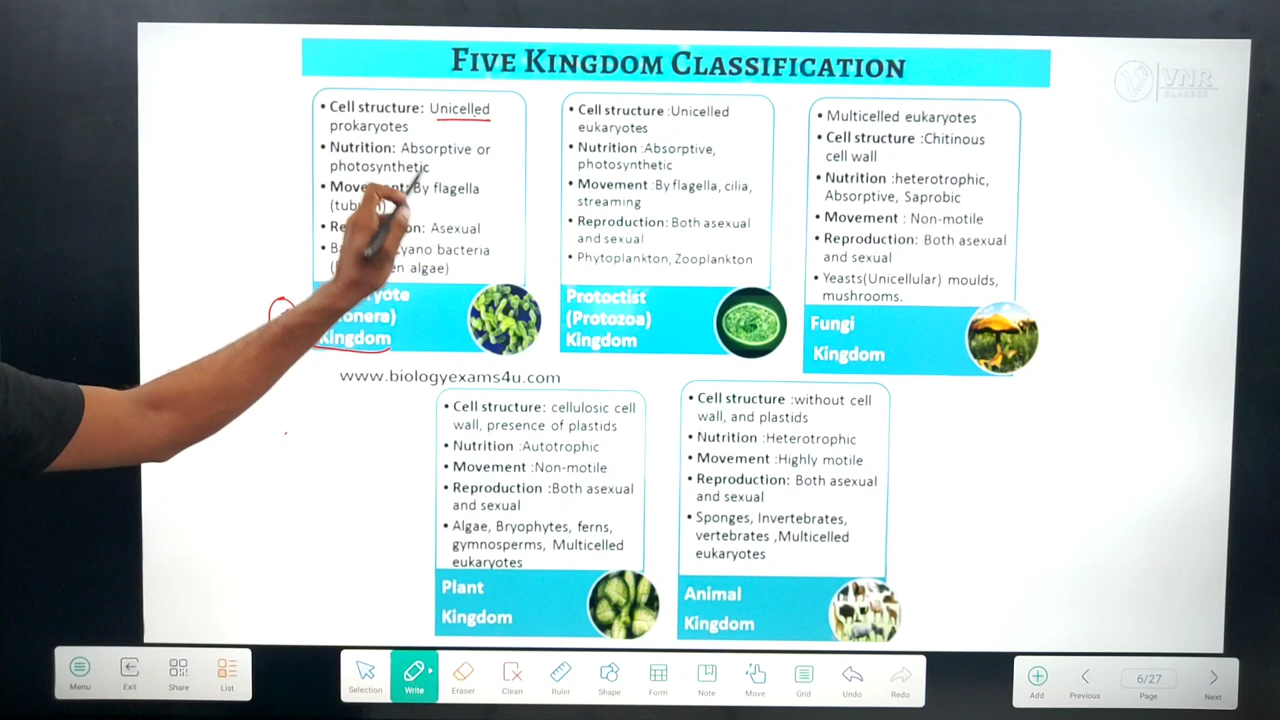 FIVE KINGDOM CLASSIFICATION
VNR
• Cell structure: Unicelled
prokaryotes
• Nutrition: Absorptive or
photosynthetic
By flagella
Asexual
bacteria
algae)
Kingdom
• Cell structure :Unicelled
eukaryotes
• Nutrition :Absorptive,
photosynthetic
• Movement :By flagella, cilia,
streaming
• Reproduction: Both asexual
and sexual
• Phytoplankton, Zooplankton
Protoctist
(Protozoa)
Kingdom
• Multicelled eukaryotes
• Cell structure :Chitinous
cell wall
• Nutrition :heterotrophic,
Absorptive, Saprobic
• Movement : Non-motile
• Reproduction: Both asexual
and sexual
• Yeasts(Unicellular) moulds,
mushrooms.
Fungi
Kingdom
www.biologyexams4u.com
• Cell structure: cellulosic cell
wall, presence of plastids
• Nutrition :Autotrophic
• Movement :Non-motile
• Reproduction :Both asexual
and sexual
• Algae, Bryophytes, ferns,
gymnosperms, Multicelled
eukaryotes
Plant
Kingdom
• Cell structure :without cell
wall, and plastids
• Nutrition :Heterotrophic
• Movement :Highly motile
• Reproduction: Both asexual
and sexual
• Sponges, Invertebrates,
vertebrates ,Multicelled
eukaryotes
Animal
Kingdom
Menu Exit Share List
Selection Write Eraser Clean Ruler Shape Form Note Move Grid Undo Redo
Add Previous 6/27 Page Next